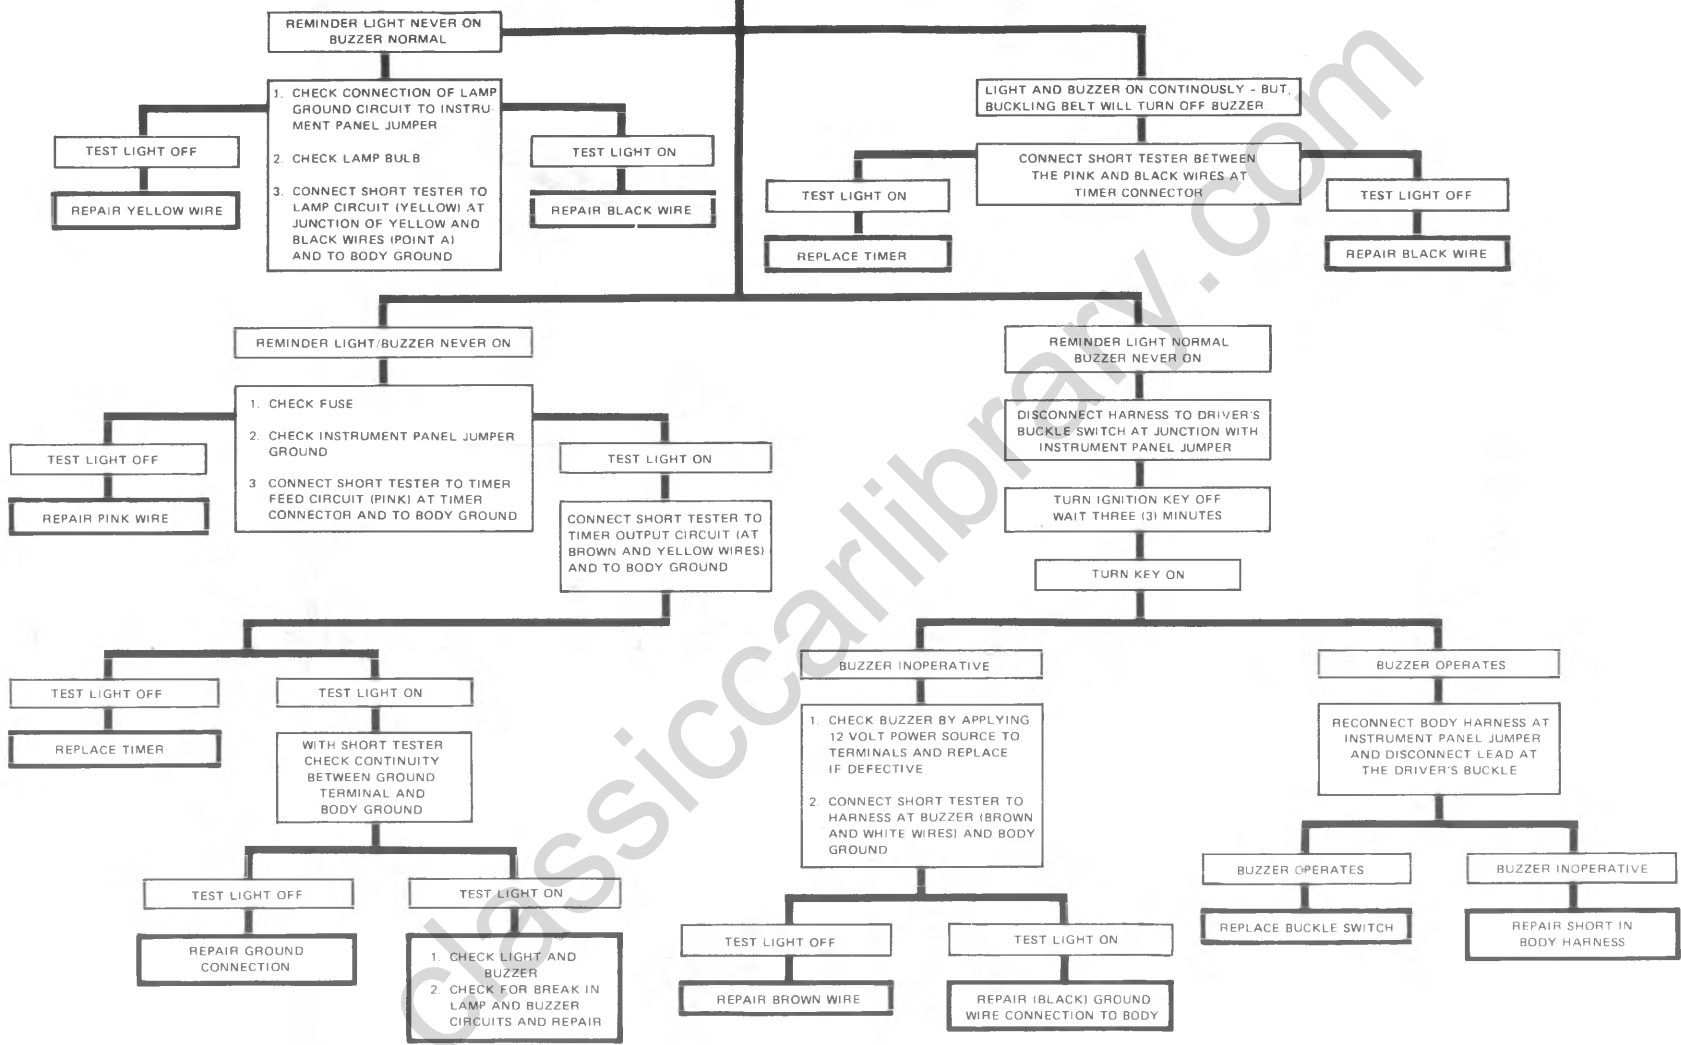 REMINDER LIGHT NEVER ON
BUZZER NORMAL
1. CHECK CONNECTION OF LAMP
GROUND CIRCUIT TO INSTRU-
MENT PANEL JUMPER
2. CHECK LAMP BULB
3. CONNECT SHORT TESTER TO
LAMP CIRCUIT (YELLOW) AT
JUNCTION OF YELLOW AND
BLACK WIRES (POINT A)
AND TO BODY GROUND
TEST LIGHT OFF
REPAIR YELLOW WIRE
TEST LIGHT ON
REPAIR BLACK WIRE
LIGHT AND BUZZER ON CONTINOUSLY - BUT,
BUCKLING BELT WILL TURN OFF BUZZER.
CONNECT SHORT TESTER BETWEEN
THE PINK AND BLACK WIRES AT
TIMER CONNECTOR
TEST LIGHT ON
REPLACE TIMER
TEST LIGHT OFF
REPAIR BLACK WIRE
REMINDER LIGHT/BUZZER NEVER ON
1. CHECK FUSE
2. CHECK INSTRUMENT PANEL JUMPER
GROUND
3 CONNECT SHORT TESTER TO TIMER
FEED CIRCUIT (PINK) AT TIMER
CONNECTOR AND TO BODY GROUND
TEST LIGHT OFF
REPAIR PINK WIRE
TEST LIGHT ON
CONNECT SHORT TESTER TO
TIMER OUTPUT CIRCUIT (AT
BROWN AND YELLOW WIRES)
AND TO BODY GROUND
TEST LIGHT OFF
REPLACE TIMER
TEST LIGHT ON
WITH SHORT TESTER
CHECK CONTINUITY
BETWEEN GROUND
TERMINAL AND
BODY GROUND
TEST LIGHT OFF
REPAIR GROUND
CONNECTION
TEST LIGHT ON
1. CHECK LIGHT AND
BUZZER
2. CHECK FOR BREAK IN
LAMP AND BUZZER
CIRCUITS AND REPAIR
REMINDER LIGHT NORMAL
BUZZER NEVER ON
DISCONNECT HARNESS TO DRIVER'S
BUCKLE SWITCH AT JUNCTION WITH
INSTRUMENT PANEL JUMPER
TURN IGNITION KEY OFF
WAIT THREE (3) MINUTES
TURN KEY ON
BUZZER INOPERATIVE
1. CHECK BUZZER BY APPLYING
12 VOLT POWER SOURCE TO
TERMINALS AND REPLACE
IF DEFECTIVE
2. CONNECT SHORT TESTER TO
HARNESS AT BUZZER (BROWN
AND WHITE WIRES) AND BODY
GROUND
TEST LIGHT OFF
REPAIR BROWN WIRE
TEST LIGHT ON
REPAIR (BLACK) GROUND
WIRE CONNECTION TO BODY
BUZZER OPERATES
RECONNECT BODY HARNESS AT
INSTRUMENT PANEL JUMPER
AND DISCONNECT LEAD AT
THE DRIVER'S BUCKLE
BUZZER OPERATES
REPLACE BUCKLE SWITCH
BUZZER INOPERATIVE
REPAIR SHORT IN
BODY HARNESS
classiccarlibrary.com